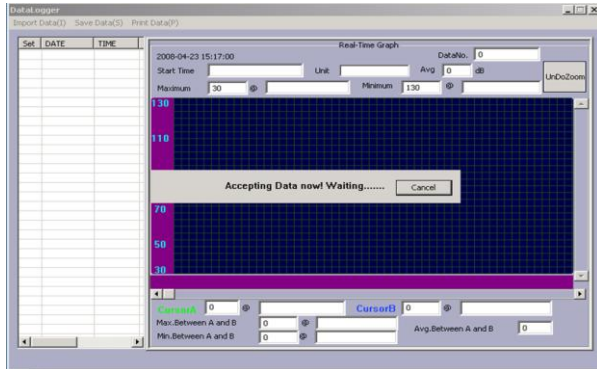 DataLogger
Import Data(I) Save Data(S) Print Data(P)
Set DATE TIME
Real-Time Graph
2008-04-23 15:17:00 DataNo. 0
Start Time Unit Avg 0 dB
UnDoZoom
Maximum 30 @ Minimum 130 @
130
110
Accepting Data now! Waiting....... Cancel
70
50
30
CursorA 0 @ CursorB 0 @
Max.Between A and B 0 @
Avg.Between A and B 0
Min.Between A and B 0 @